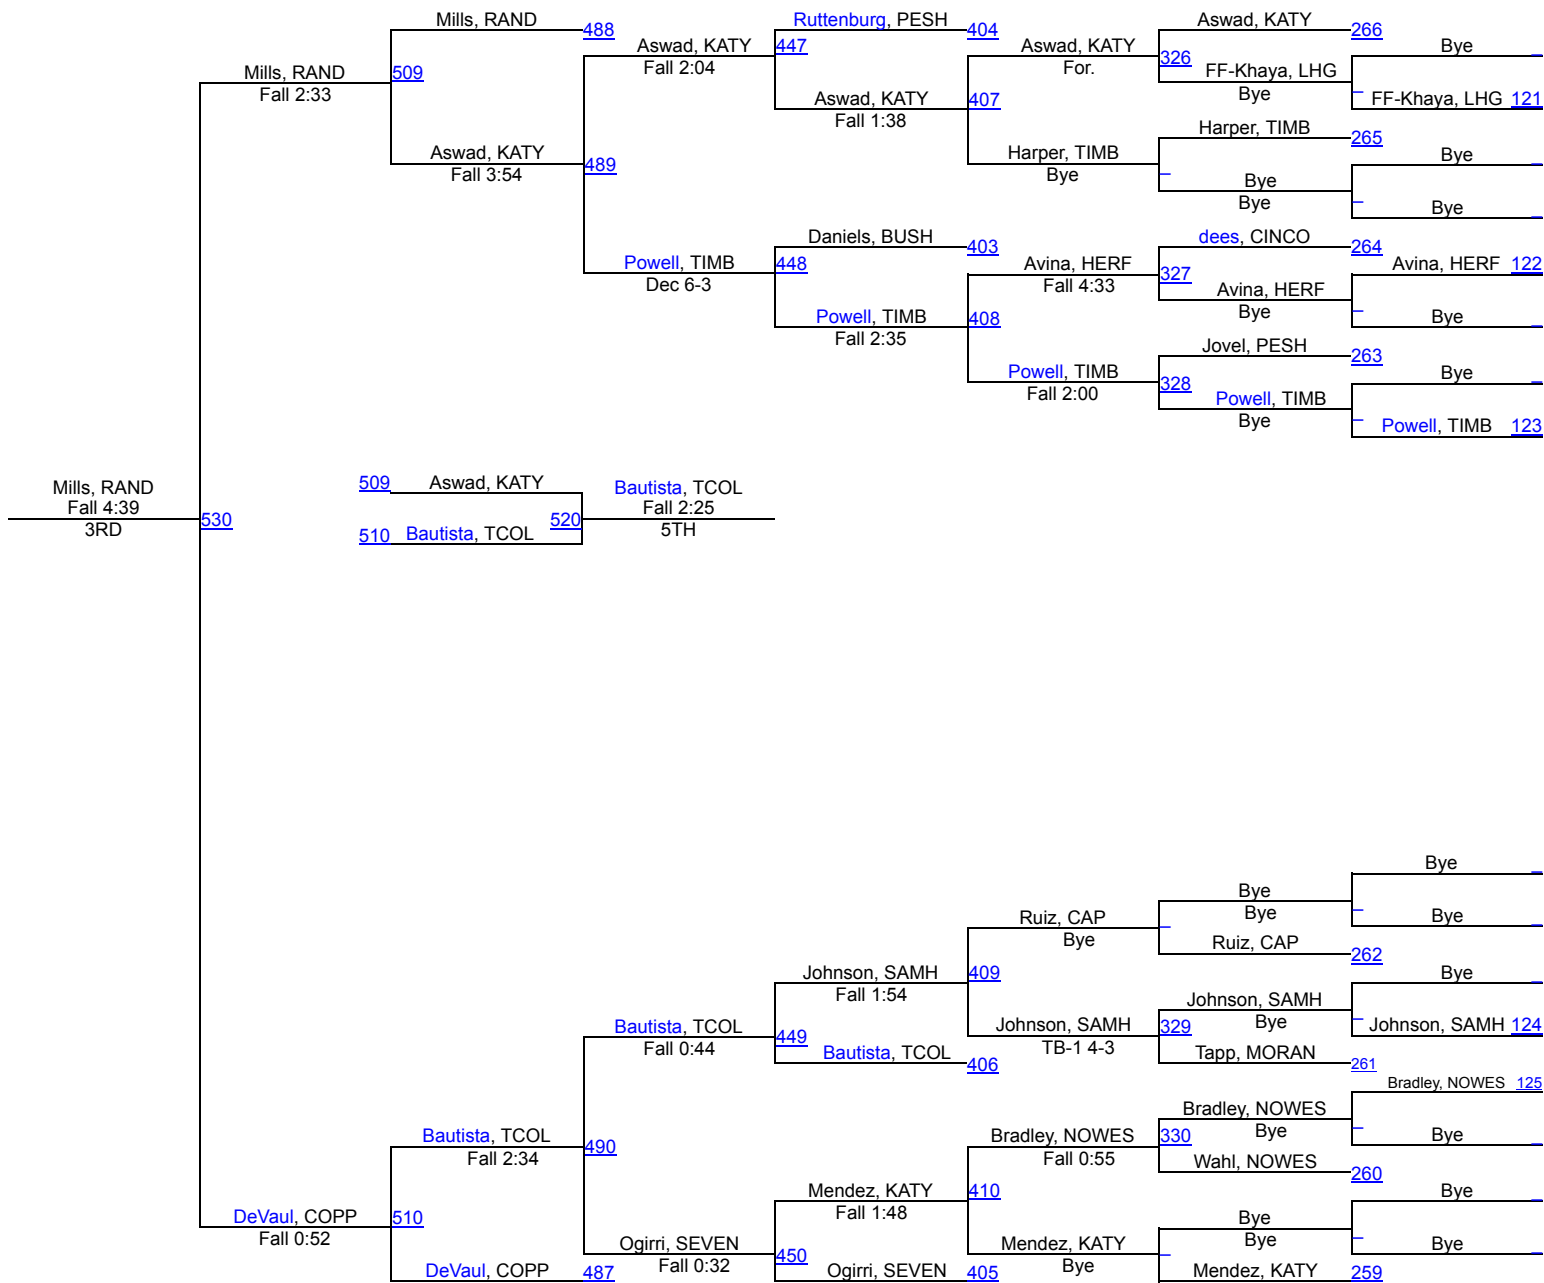 Mills, RAND
488
Ruttenburg, PESH
404
Aswad, KATY
266
Aswad, KATY
447
Aswad, KATY
326
Bye
Mills, RAND
509
Fall 2:04
For.
FF-Khaya, LHG
Fall 2:33
Aswad, KATY
407
Bye
FF-Khaya, LHG 121
Fall 1:38
Harper, TIMB
265
Aswad, KATY
489
Harper, TIMB
Bye
Fall 3:54
Bye
Bye
Bye
Bye
Daniels, BUSH
403
dees, CINCO
264
Powell, TIMB
448
Avina, HERF
327
Avina, HERF 122
Dec 6-3
Fall 4:33
Avina, HERF
Powell, TIMB
408
Bye
Bye
Fall 2:35
Jovel, PESH
263
Powell, TIMB
328
Bye
Fall 2:00
Powell, TIMB
Bye
Powell, TIMB 123
Mills, RAND
509
Aswad, KATY
Bautista, TCOL
Fall 4:39
530
520
Fall 2:25
3RD
510
Bautista, TCOL
5TH
Bye
Bye
Ruiz, CAP
Bye
Bye
Bye
Ruiz, CAP
262
Johnson, SAMH
409
Bye
Fall 1:54
Johnson, SAMH
Bautista, TCOL
449
Johnson, SAMH
329
Bye
Johnson, SAMH 124
Fall 0:44
Bautista, TCOL
406
TB-1 4-3
Tapp, MORAN
261
Bradley, NOWES 125
Bradley, NOWES
Bautista, TCOL
490
Bradley, NOWES
330
Bye
Bye
Fall 2:34
Fall 0:55
Wahl, NOWES
260
Mendez, KATY
410
Bye
DeVaul, COPP
510
Fall 1:48
Bye
Fall 0:52
Ogirri, SEVEN
450
Mendez, KATY
Bye
Bye
Fall 0:32
Bye
DeVaul, COPP
487
Ogirri, SEVEN
405
Mendez, KATY
259